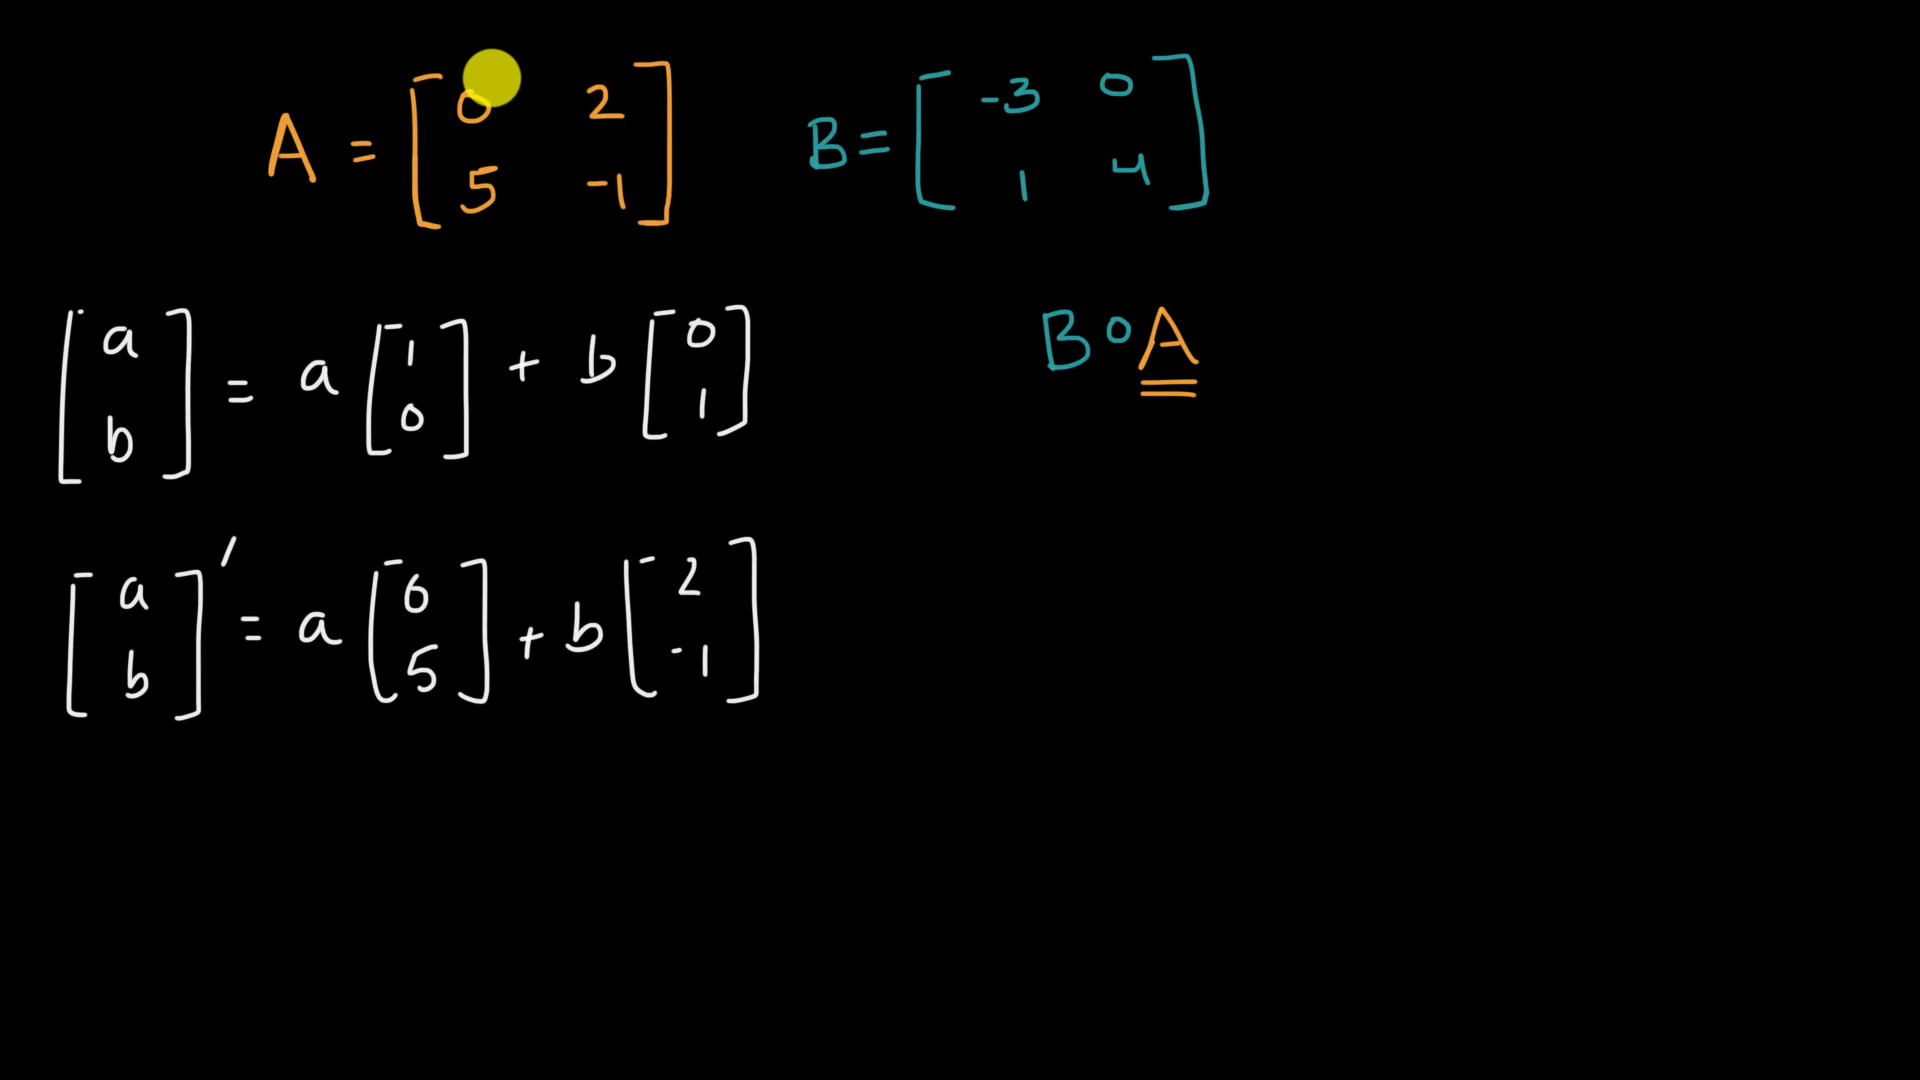 A = [0 2
5 -1] B = [-3 0
1 4]
[a
b] = a [1
0] + b [0
1] B∘A
[a
b]′ = a [0
5] + b [2
-1]